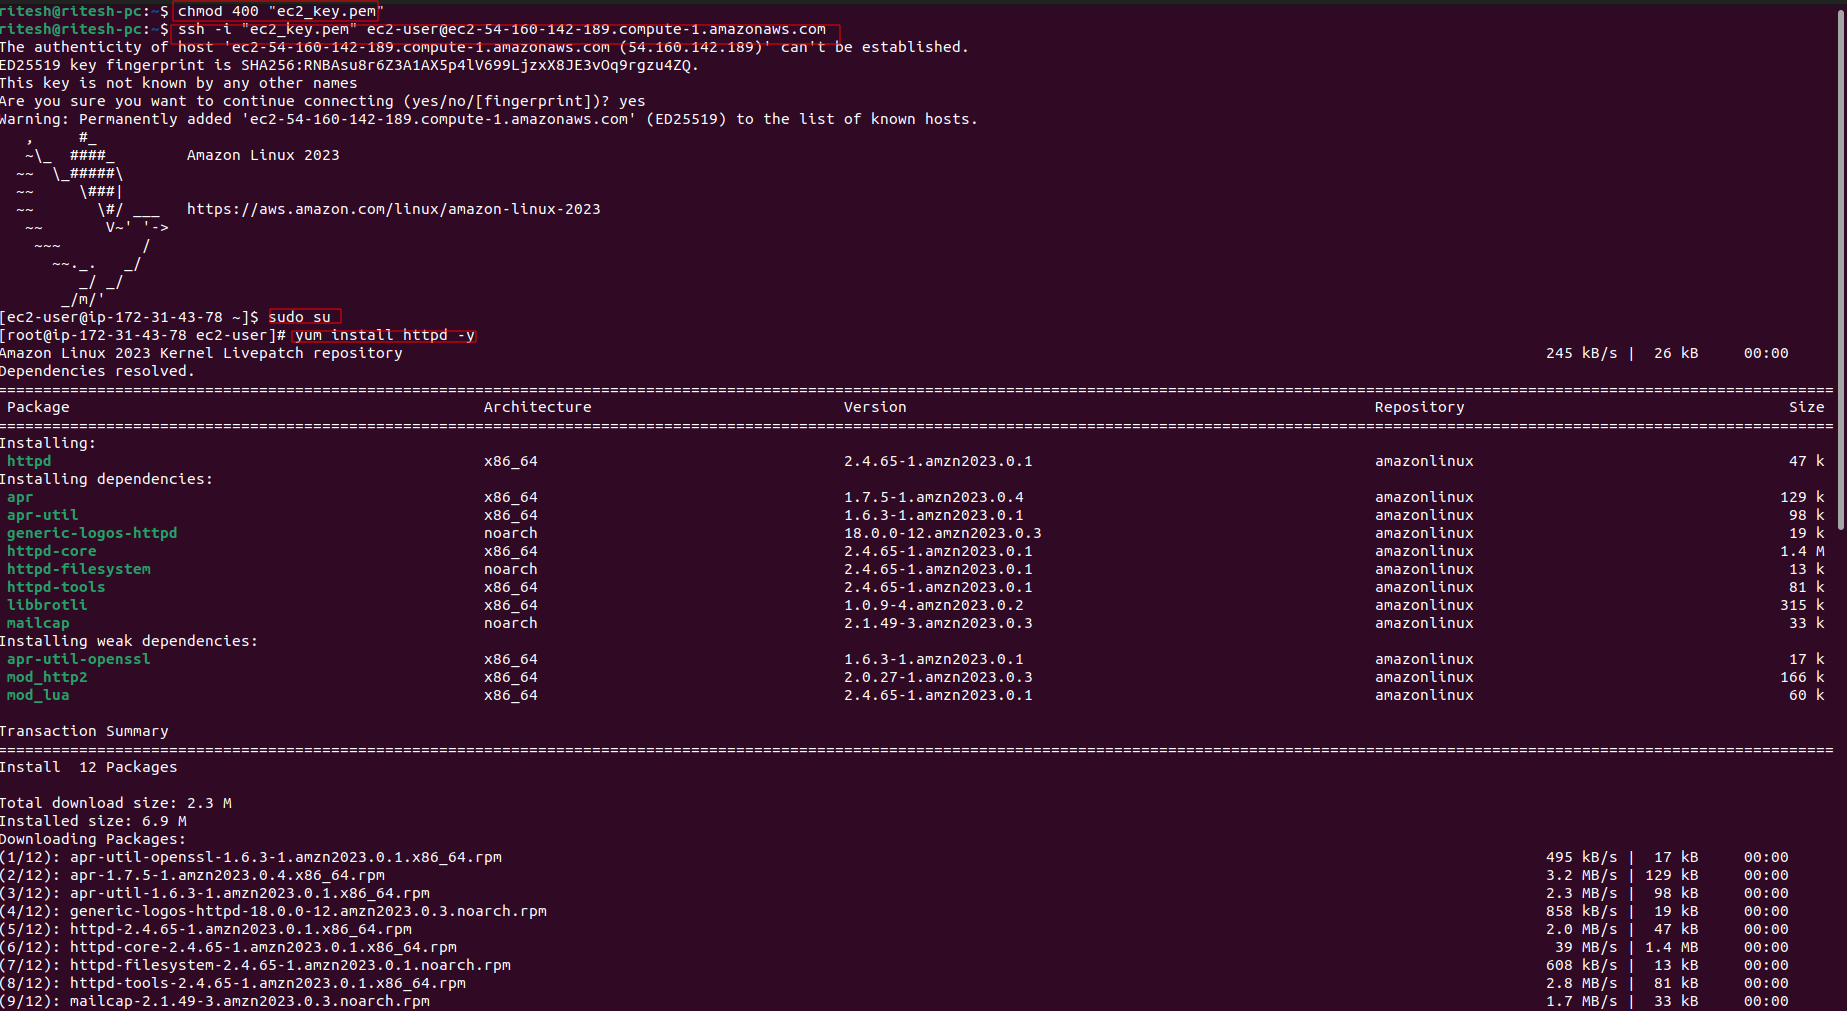 ritesh@ritesh-pc:~$ chmod 400 "ec2_key.pem"
ritesh@ritesh-pc:~$ ssh -i "ec2_key.pem" ec2-user@ec2-54-160-142-189.compute-1.amazonaws.com
The authenticity of host 'ec2-54-160-142-189.compute-1.amazonaws.com (54.160.142.189)' can't be established.
ED25519 key fingerprint is SHA256:RNBAsu8r6Z3A1AX5p4lV699LjzxX8JE3vOq9rgzu4ZQ.
This key is not known by any other names
Are you sure you want to continue connecting (yes/no/[fingerprint])? yes
Warning: Permanently added 'ec2-54-160-142-189.compute-1.amazonaws.com' (ED25519) to the list of known hosts.
   ,     #_
   ~\_  ####_        Amazon Linux 2023
  ~~  \_#####\
  ~~     \###|
  ~~       \#/ ___   https://aws.amazon.com/linux/amazon-linux-2023
   ~~       V~' '->
    ~~~         /
      ~~._.   _/
         _/ _/
       _/m/'
[ec2-user@ip-172-31-43-78 ~]$ sudo su
[root@ip-172-31-43-78 ec2-user]# yum install httpd -y
Amazon Linux 2023 Kernel Livepatch repository 245 kB/s | 26 kB 00:00
Dependencies resolved.
================================================================================
Package Architecture Version Repository Size
================================================================================
Installing:
httpd x86_64 2.4.65-1.amzn2023.0.1 amazonlinux 47 k
Installing dependencies:
apr x86_64 1.7.5-1.amzn2023.0.4 amazonlinux 129 k
apr-util x86_64 1.6.3-1.amzn2023.0.1 amazonlinux 98 k
generic-logos-httpd noarch 18.0.0-12.amzn2023.0.3 amazonlinux 19 k
httpd-core x86_64 2.4.65-1.amzn2023.0.1 amazonlinux 1.4 M
httpd-filesystem noarch 2.4.65-1.amzn2023.0.1 amazonlinux 13 k
httpd-tools x86_64 2.4.65-1.amzn2023.0.1 amazonlinux 81 k
libbrotli x86_64 1.0.9-4.amzn2023.0.2 amazonlinux 315 k
mailcap noarch 2.1.49-3.amzn2023.0.3 amazonlinux 33 k
Installing weak dependencies:
apr-util-openssl x86_64 1.6.3-1.amzn2023.0.1 amazonlinux 17 k
mod_http2 x86_64 2.0.27-1.amzn2023.0.3 amazonlinux 166 k
mod_lua x86_64 2.4.65-1.amzn2023.0.1 amazonlinux 60 k
Transaction Summary
================================================================================
Install  12 Packages
Total download size: 2.3 M
Installed size: 6.9 M
Downloading Packages:
(1/12): apr-util-openssl-1.6.3-1.amzn2023.0.1.x86_64.rpm 495 kB/s | 17 kB 00:00
(2/12): apr-1.7.5-1.amzn2023.0.4.x86_64.rpm 3.2 MB/s | 129 kB 00:00
(3/12): apr-util-1.6.3-1.amzn2023.0.1.x86_64.rpm 2.3 MB/s | 98 kB 00:00
(4/12): generic-logos-httpd-18.0.0-12.amzn2023.0.3.noarch.rpm 858 kB/s | 19 kB 00:00
(5/12): httpd-2.4.65-1.amzn2023.0.1.x86_64.rpm 2.0 MB/s | 47 kB 00:00
(6/12): httpd-core-2.4.65-1.amzn2023.0.1.x86_64.rpm 39 MB/s | 1.4 MB 00:00
(7/12): httpd-filesystem-2.4.65-1.amzn2023.0.1.noarch.rpm 608 kB/s | 13 kB 00:00
(8/12): httpd-tools-2.4.65-1.amzn2023.0.1.x86_64.rpm 2.8 MB/s | 81 kB 00:00
(9/12): mailcap-2.1.49-3.amzn2023.0.3.noarch.rpm 1.7 MB/s | 33 kB 00:00